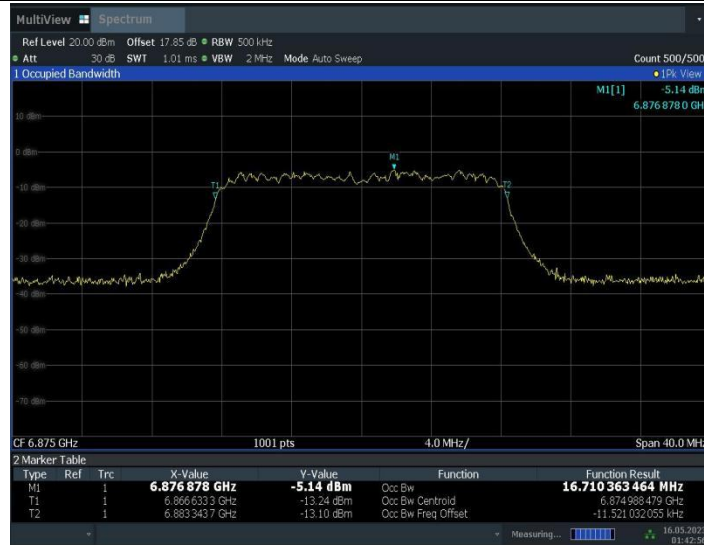 MultiView Spectrum
Ref Level 20.00 dBm Offset 17.85 dB RBW 500 kHz
Att 30 dB SWT 1.01 ms VBW 2 MHz Mode Auto Sweep Count 500/500
1 Occupied Bandwidth 1Pk View
M1[1] -5.14 dBm
6.876 878 0 GH
10 dBm
0 dBm
M1
T1
T2
-10 dBm
-20 dBm
-30 dBm
-40 dBm
-50 dBm
-60 dBm
-70 dBm
CF 6.875 GHz 1001 pts 4.0 MHz/ Span 40.0 MHz
2 Marker Table
Type Ref Trc X-Value Y-Value Function Function Result
M1 1 6.876 878 GHz -5.14 dBm Occ Bw 16.710 363 464 MHz
T1 1 6.866 633 3 GHz -13.24 dBm Occ Bw Centroid 6.874 988 479 GHz
T2 1 6.883 343 7 GHz -13.10 dBm Occ Bw Freq Offset -11.521 032 055 kHz
Measuring... 16.05.2023
01:42:56